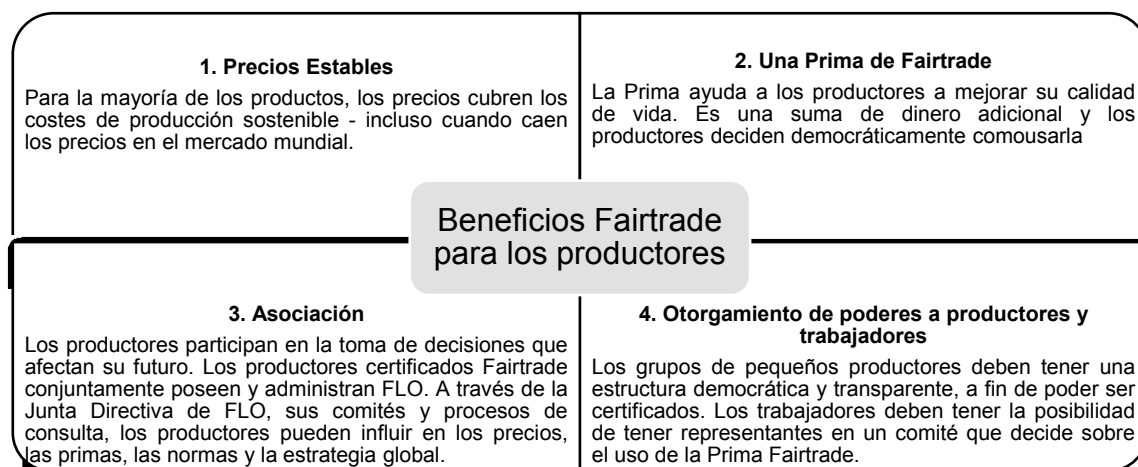 1. Precios Estables
Para la mayoría de los productos, los precios cubren los
costes de producción sostenible - incluso cuando caen
los precios en el mercado mundial.
2. Una Prima de Fairtrade
La Prima ayuda a los productores a mejorar su calidad
de vida. Es una suma de dinero adicional y los
productores deciden democráticamente comousarla
Beneficios Fairtrade
para los productores
3. Asociación
Los productores participan en la toma de decisiones que
afectan su futuro. Los productores certificados Fairtrade
conjuntamente poseen y administran FLO. A través de la
Junta Directiva de FLO, sus comités y procesos de
consulta, los productores pueden influir en los precios,
las primas, las normas y la estrategia global.
4. Otorgamiento de poderes a productores y
trabajadores
Los grupos de pequeños productores deben tener una
estructura democrática y transparente, a fin de poder ser
certificados. Los trabajadores deben tener la posibilidad
de tener representantes en un comité que decide sobre
el uso de la Prima Fairtrade.